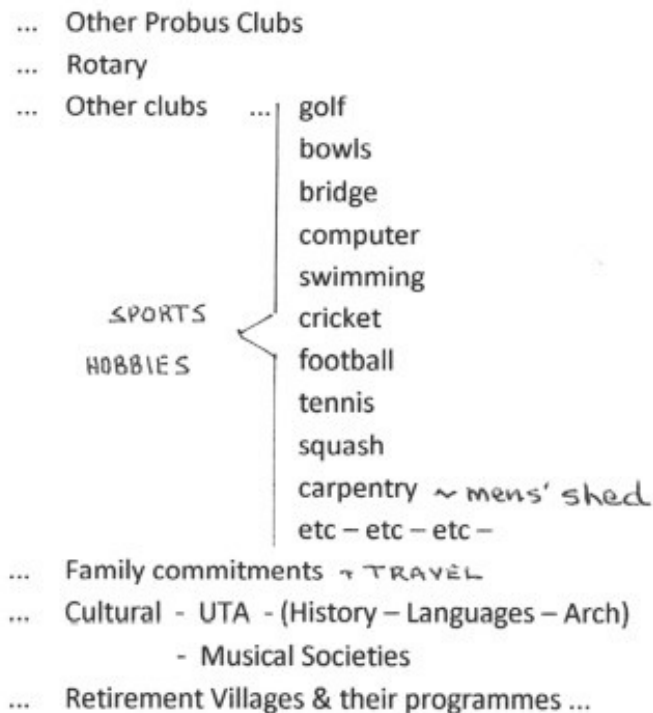 ... Other Probus Clubs
... Rotary
... Other clubs ... golf
bowls
bridge
computer
swimming
SPORTS cricket
HOBBIES football
tennis
squash
carpentry ~ mens' shed
etc – etc – etc –
... Family commitments + TRAVEL
... Cultural - UTA - (History – Languages – Arch)
- Musical Societies
... Retirement Villages & their programmes ...